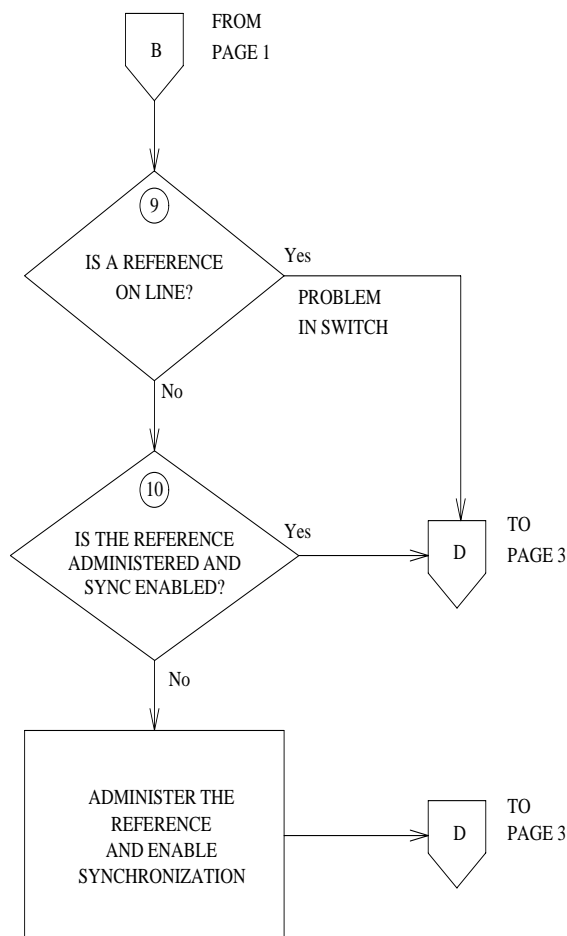 FROM
PAGE 1
B
9
IS A REFERENCE
ON LINE?
Yes
PROBLEM
IN SWITCH
No
10
IS THE REFERENCE
ADMINISTERED AND
SYNC ENABLED?
Yes
D
TO
PAGE 3
No
ADMINISTER THE
REFERENCE
AND ENABLE
SYNCHRONIZATION
D
TO
PAGE 3